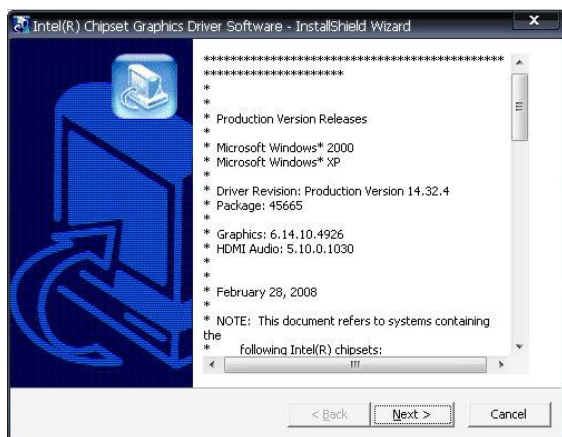 Intel(R) Chipset Graphics Driver Software - InstallShield Wizard
*********************************************
*********************
*
*
* Production Version Releases
*
* Microsoft Windows* 2000
* Microsoft Windows* XP
*
* Driver Revision: Production Version 14.32.4
* Package: 45665
*
* Graphics: 6.14.10.4926
* HDMI Audio: 5.10.0.1030
*
*
* February 28, 2008
*
* NOTE: This document refers to systems containing
the
* following Intel(R) chipsets:
< Back Next > Cancel